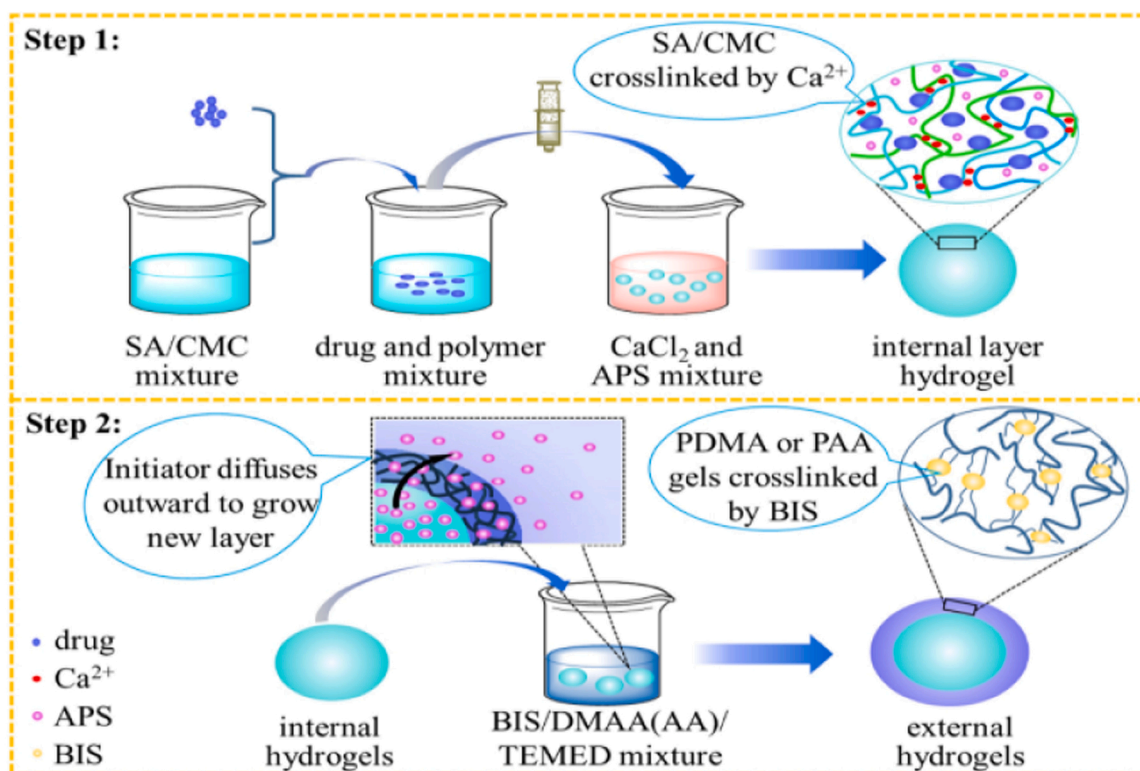 Step 1:
SA/CMC
crosslinked by Ca²⁺
SA/CMC
mixture
drug and polymer
mixture
CaCl₂ and
APS mixture
internal layer
hydrogel
Step 2:
Initiator diffuses
outward to grow
new layer
PDMA or PAA
gels crosslinked
by BIS
drug
Ca²⁺
APS
BIS
internal
hydrogels
BIS/DMAA(AA)/
TEMED mixture
external
hydrogels